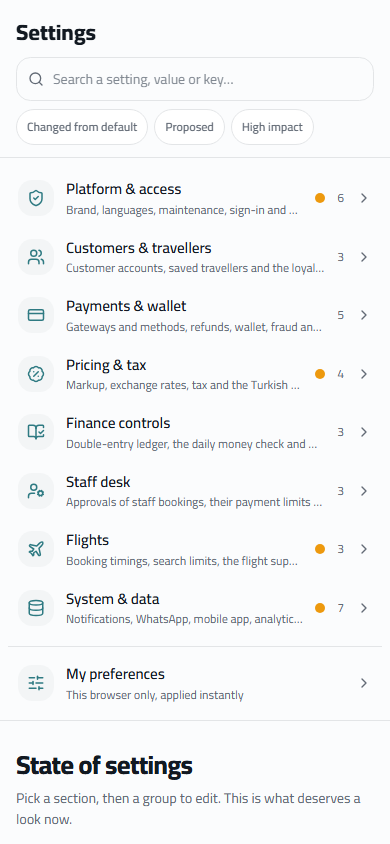 Settings
Search a setting, value or key...
Changed from default
Proposed
High impact
Platform & access
Brand, languages, maintenance, sign-in and ...
6
Customers & travellers
Customer accounts, saved travellers and the loyal...
3
Payments & wallet
Gateways and methods, refunds, wallet, fraud an...
5
Pricing & tax
Markup, exchange rates, tax and the Turkish ...
4
Finance controls
Double-entry ledger, the daily money check and ...
3
Staff desk
Approvals of staff bookings, their payment limits ...
3
Flights
Booking timings, search limits, the flight sup...
3
System & data
Notifications, WhatsApp, mobile app, analytic...
7
My preferences
This browser only, applied instantly
State of settings
Pick a section, then a group to edit. This is what deserves a
look now.